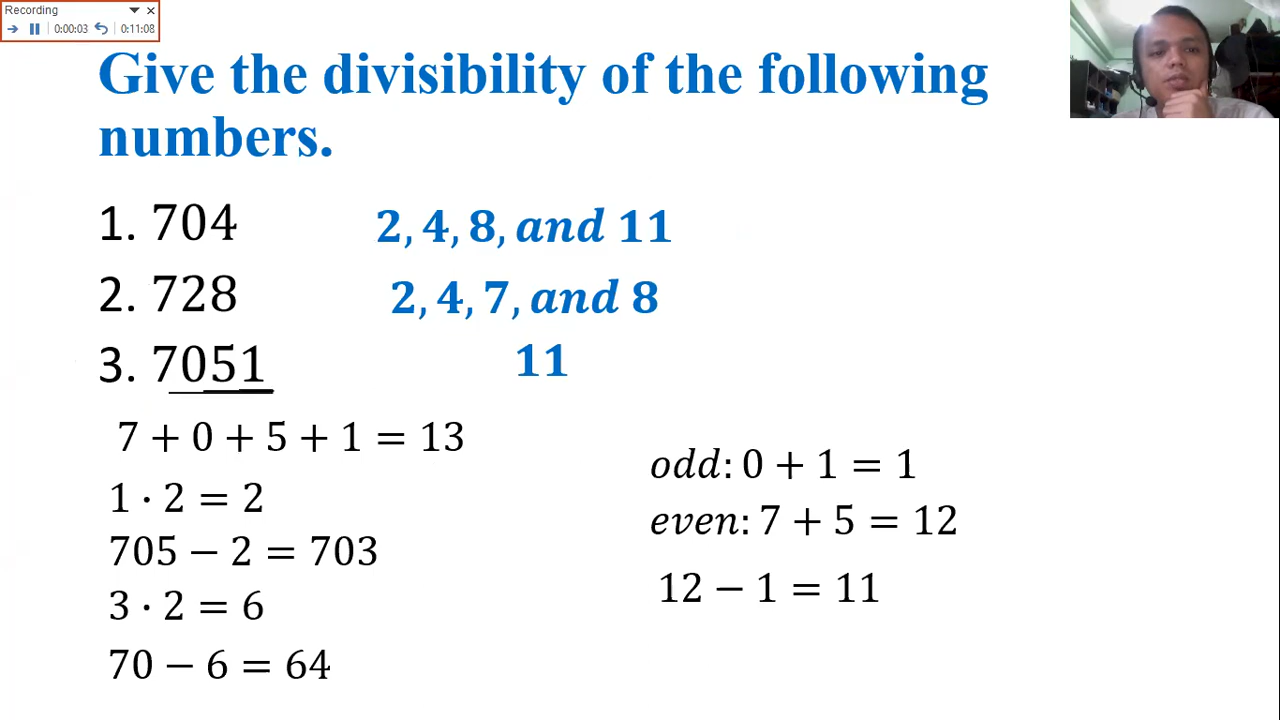 Recording
0:00:03 0:11:08
Give the divisibility of the following
numbers.
1. 704 2, 4, 8, and 11
2. 728 2, 4, 7, and 8
3. 7051 11
7 + 0 + 5 + 1 = 13
1 · 2 = 2
705 − 2 = 703
3 · 2 = 6
70 − 6 = 64
odd: 0 + 1 = 1
even: 7 + 5 = 12
12 − 1 = 11